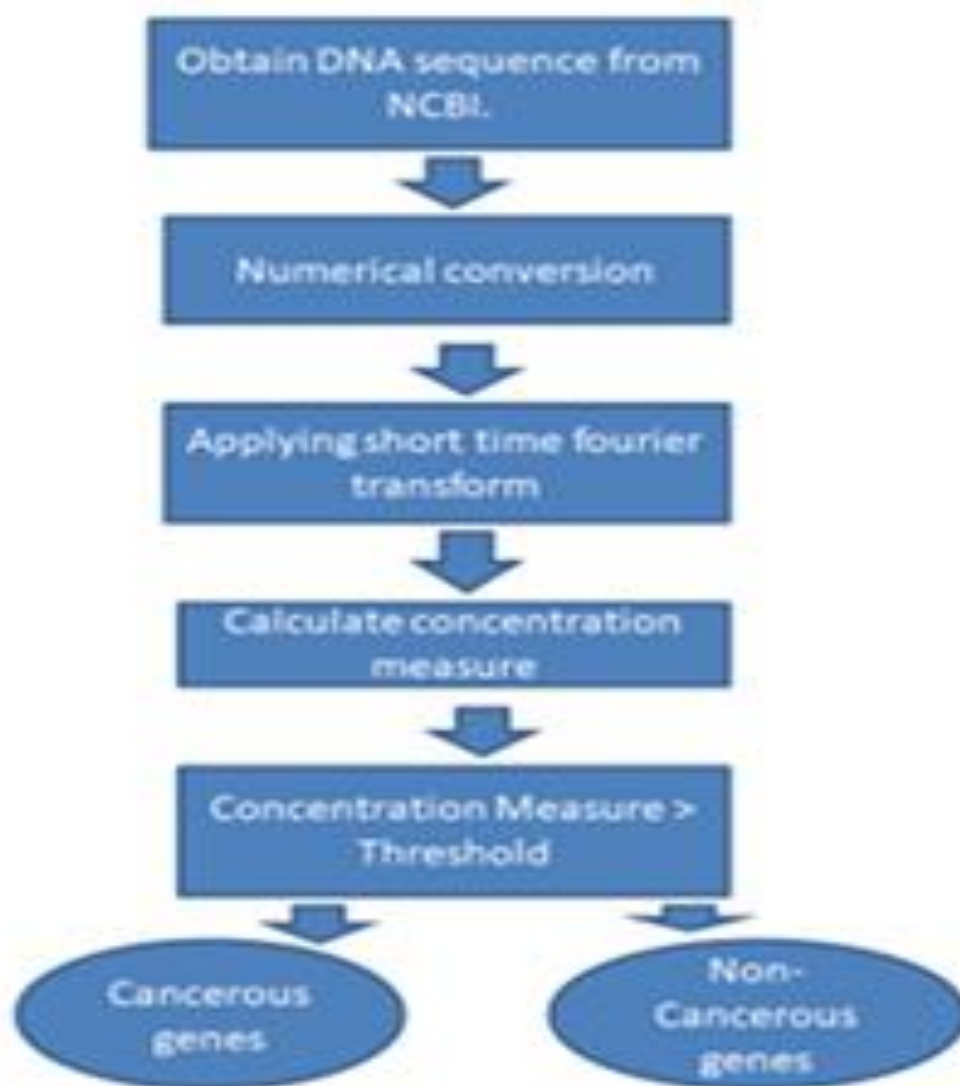 Obtain DNA sequence from
NCBI.
Numerical conversion
Applying short time fourier
transform
Calculate concentration
measure
Concentration Measure >
Threshold
Cancerous
genes
Non-
Cancerous
genes